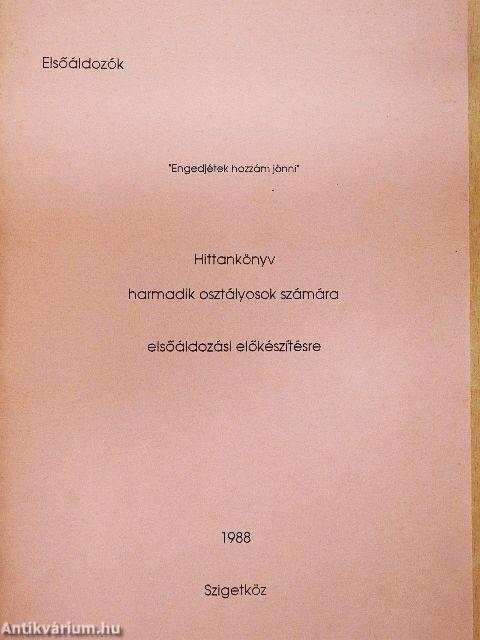 Elsőáldozók
"Engedjétek hozzám jönni"
Hittankönyv
harmadik osztályosok számára
elsőáldozási előkészítésre
1988
Szigetköz
Antikvárium.hu